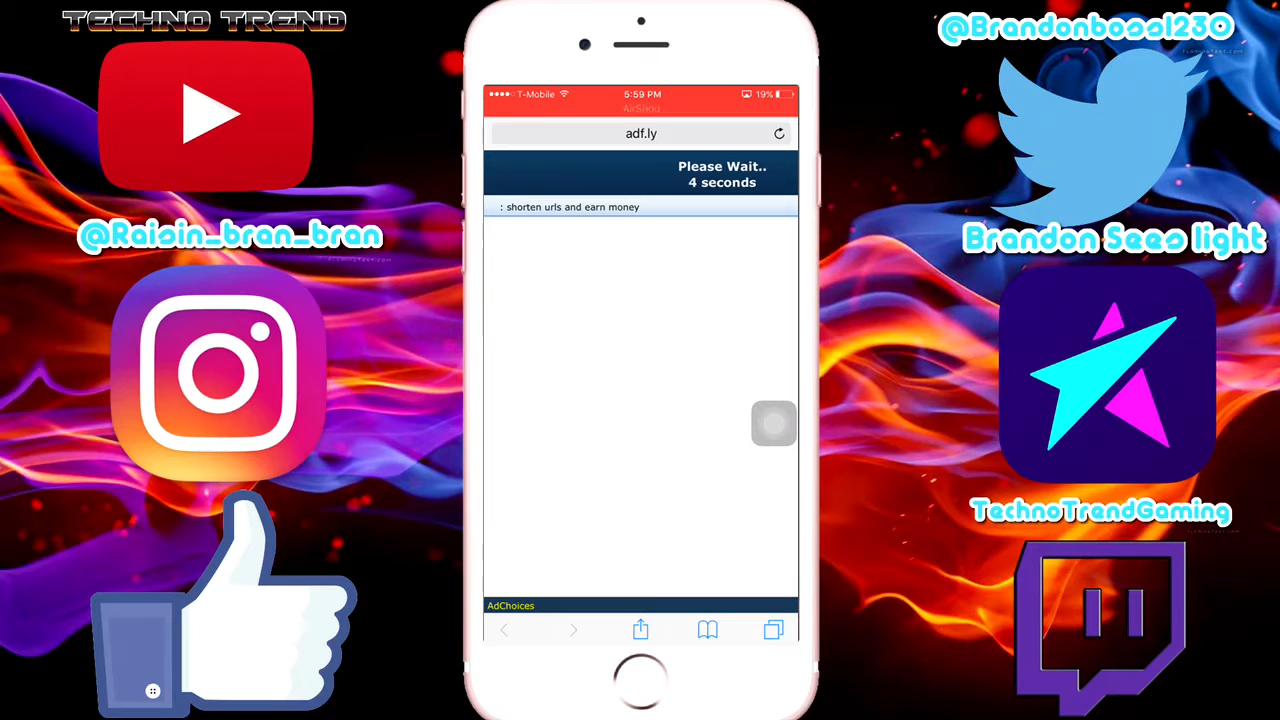 TECHNO TREND
@Raisin_bran_bran
T-Mobile
5:59 PM
19%
adf.ly
Please Wait..
4 seconds
: shorten urls and earn money
AdChoices
@Brandonboss1230
Brandon Sees light
TechnoTrendGaming